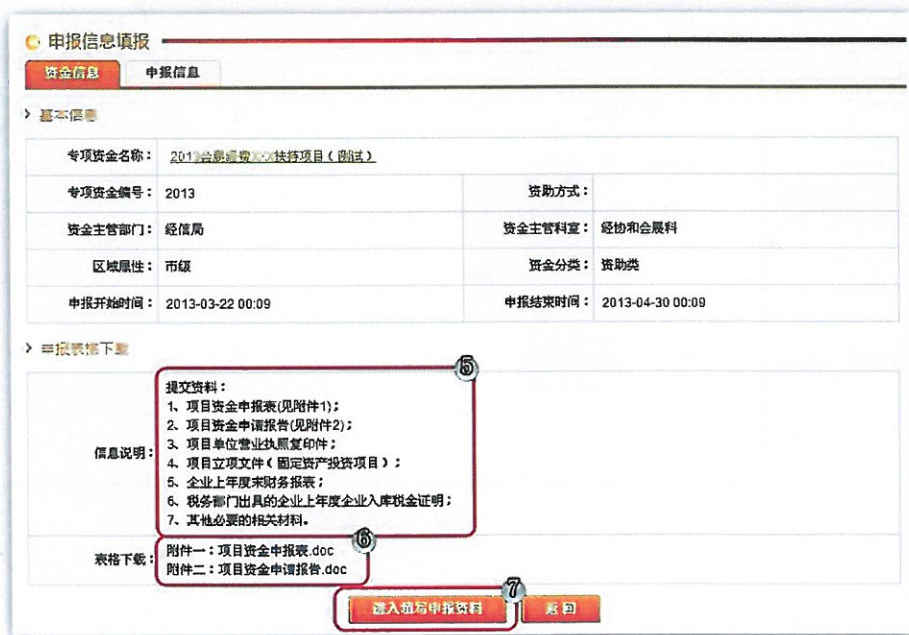 申报信息填报
资金信息 申报信息
基本信息
专项资金名称： 2013会展经费XXX扶持项目（测试）
专项资金编号： 2013 资助方式：
资金主管部门： 经信局 资金主管科室： 经协和会展科
区域属性： 市级 资金分类： 资助类
申报开始时间： 2013-03-22 00:09 申报结束时间： 2013-04-30 00:09
申报表格下载
⑤
提交资料：
1、项目资金申报表(见附件1)；
2、项目资金申请报告(见附件2)；
3、项目单位营业执照复印件；
信息说明： 4、项目立项文件（固定资产投资项目）；
5、企业上年度末财务报表；
6、税务部门出具的企业上年度企业入库税金证明；
7、其他必要的相关材料。
⑥
表格下载： 附件一：项目资金申报表.doc
附件二：项目资金申请报告.doc
⑦
进入填写申报资料 返回